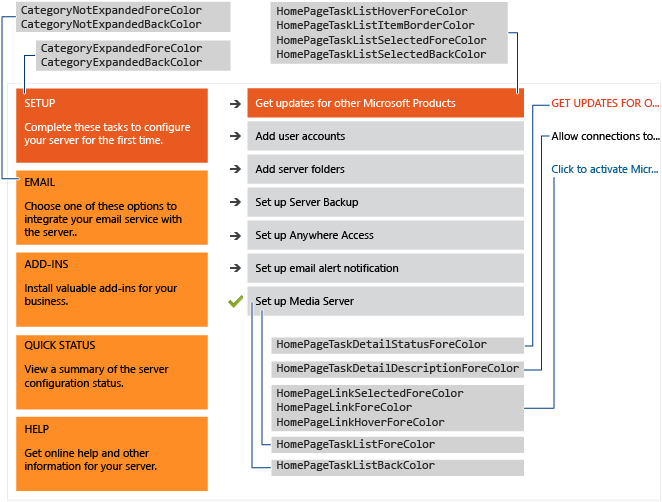 CategoryNotExpandedForeColor
CategoryNotExpandedBackColor
CategoryExpandedForeColor
CategoryExpandedBackColor
HomePageTaskListHoverForeColor
HomePageTaskListItemBorderColor
HomePageTaskListSelectedForeColor
HomePageTaskListSelectedBackColor
SETUP
Complete these tasks to configure
your server for the first time.
EMAIL
Choose one of these options to
integrate your email service with
the server..
ADD-INS
Install valuable add-ins for your
business.
QUICK STATUS
View a summary of the server
configuration status.
HELP
Get online help and other
information for your server.
Get updates for other Microsoft Products
Add user accounts
Add server folders
Set up Server Backup
Set up Anywhere Access
Set up email alert notification
Set up Media Server
GET UPDATES FOR O...
Allow connections to...
Click to activate Micr...
HomePageTaskDetailStatusForeColor
HomePageTaskDetailDescriptionForeColor
HomePageLinkSelectedForeColor
HomePageLinkForeColor
HomePageLinkHoverForeColor
HomePageTaskListForeColor
HomePageTaskListBackColor